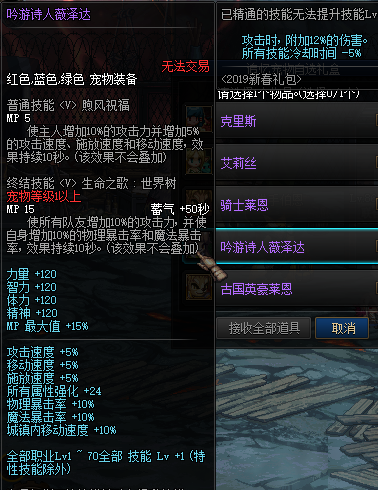 吟游诗人薇泽达
无法交易
红色,蓝色,绿色 宠物装备
普通技能 <V> 煦风祝福
MP 5
使主人增加10%的攻击力并增加5%
的攻击速度、施放速度和移动速度，效
果持续10秒。(该效果不会叠加)
终结技能 <V> 生命之歌：世界树
宠物等级1以上
MP 15
蓄气 +50秒
使所有队友增加10%的攻击力，并使
自身增加10%的物理暴击率和魔法暴击
率，效果持续10秒。(该效果不会叠加)
力量 +120
智力 +120
体力 +120
精神 +120
MP 最大值 +15%
攻击速度 +5%
移动速度 +5%
施放速度 +5%
所有属性强化 +24
物理暴击率 +10%
魔法暴击率 +10%
城镇内移动速度 +10%
全部职业Lv1 ~ 70全部 技能 Lv +1 (特
性技能除外)
已精通的技能无法提升技能Lv
攻击时，附加12%的伤害。
所有技能冷却时间 -5%
<2019新春礼包>
请选择1个物品。(选择0/1个)
克里斯
艾莉丝
骑士莱恩
吟游诗人薇泽达
古国英豪莱恩
接收全部道具
取消